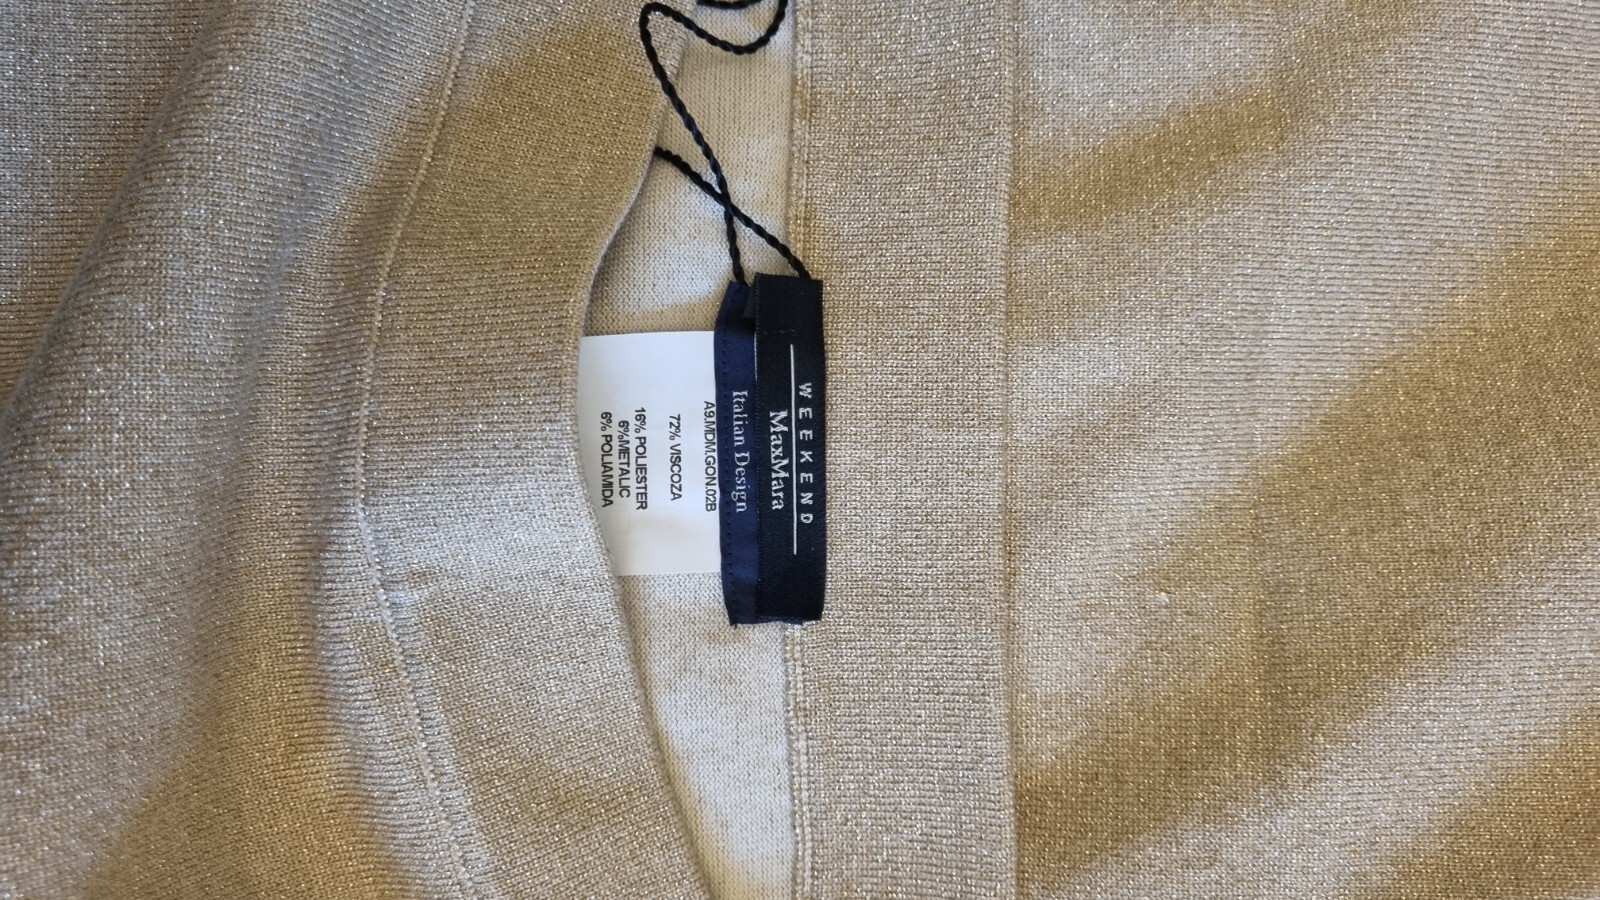 WEEKEND
MaxMara
Italian Design
A9.MDM.GON.02B
72% VISCOZA
16% POLIESTER
6%METALIC
6% POLIAMIDA